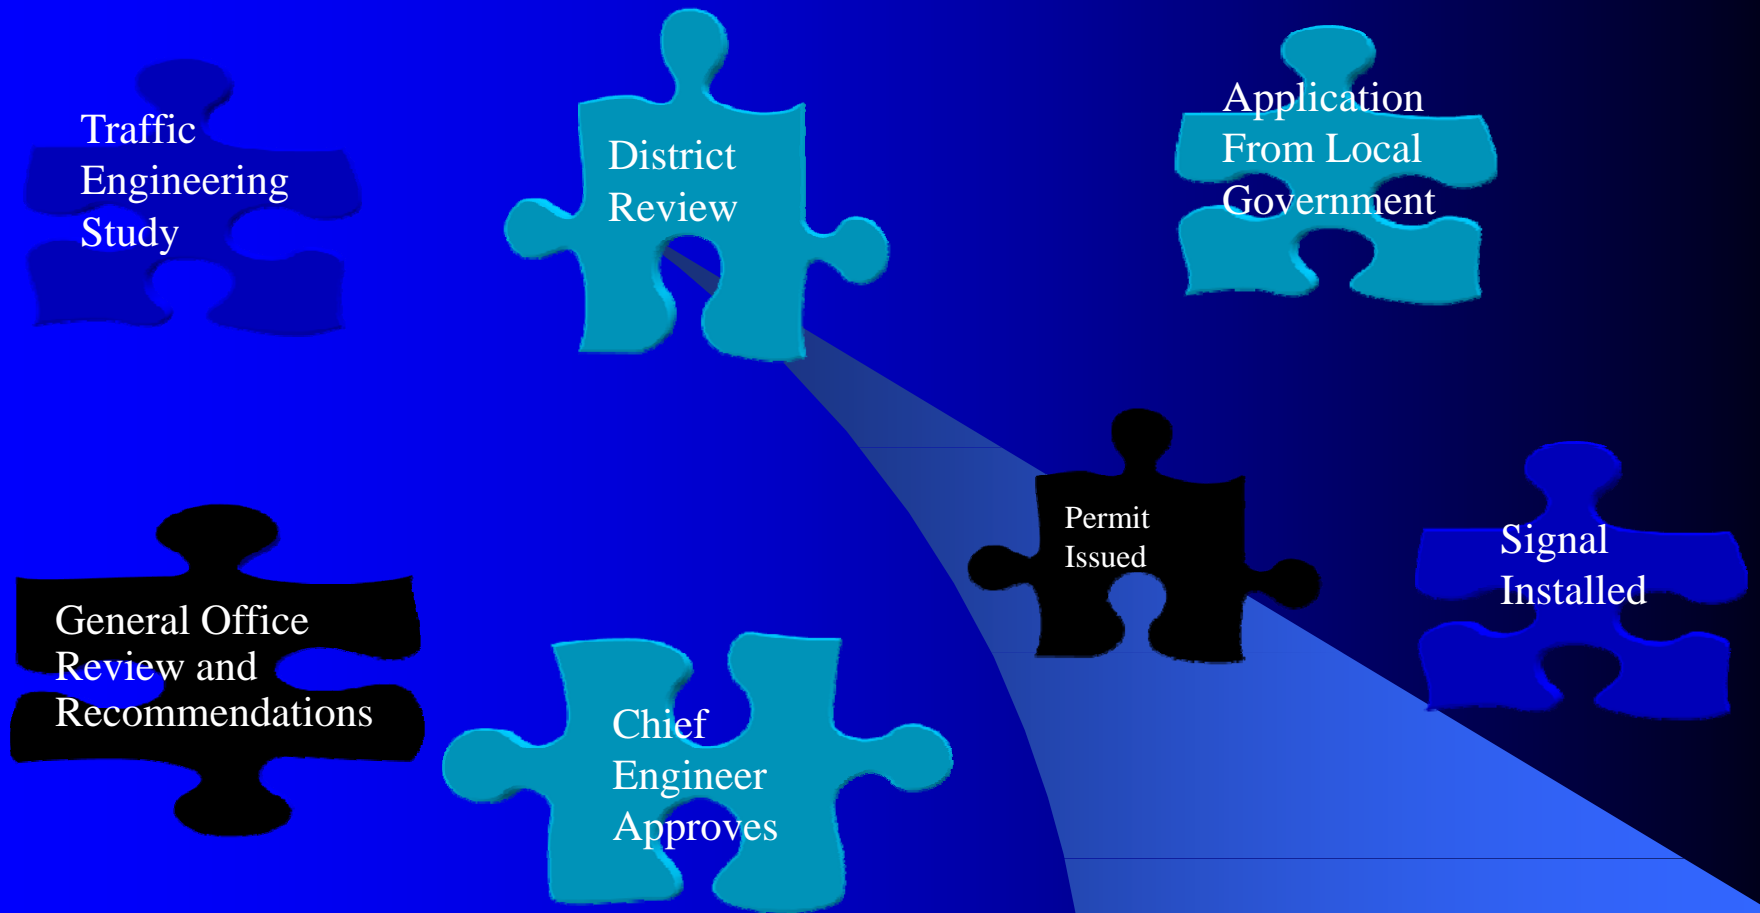 Traffic
Engineering
Study
District
Review
Application
From Local
Government
General Office
Review and
Recommendations
Chief
Engineer
Approves
Permit
Issued
Signal
Installed